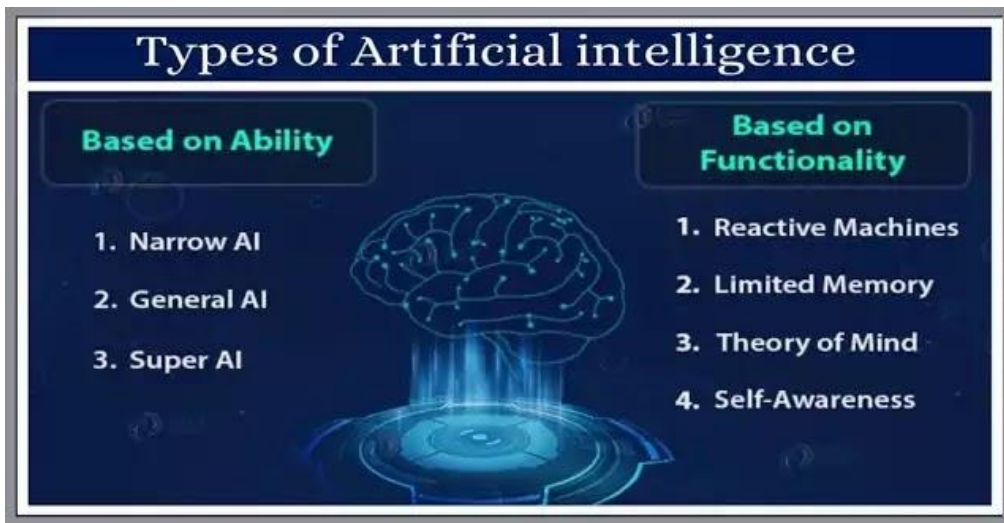 Types of Artificial intelligence
Based on Ability
1. Narrow AI
2. General AI
3. Super AI
Based on
Functionality
1. Reactive Machines
2. Limited Memory
3. Theory of Mind
4. Self-Awareness